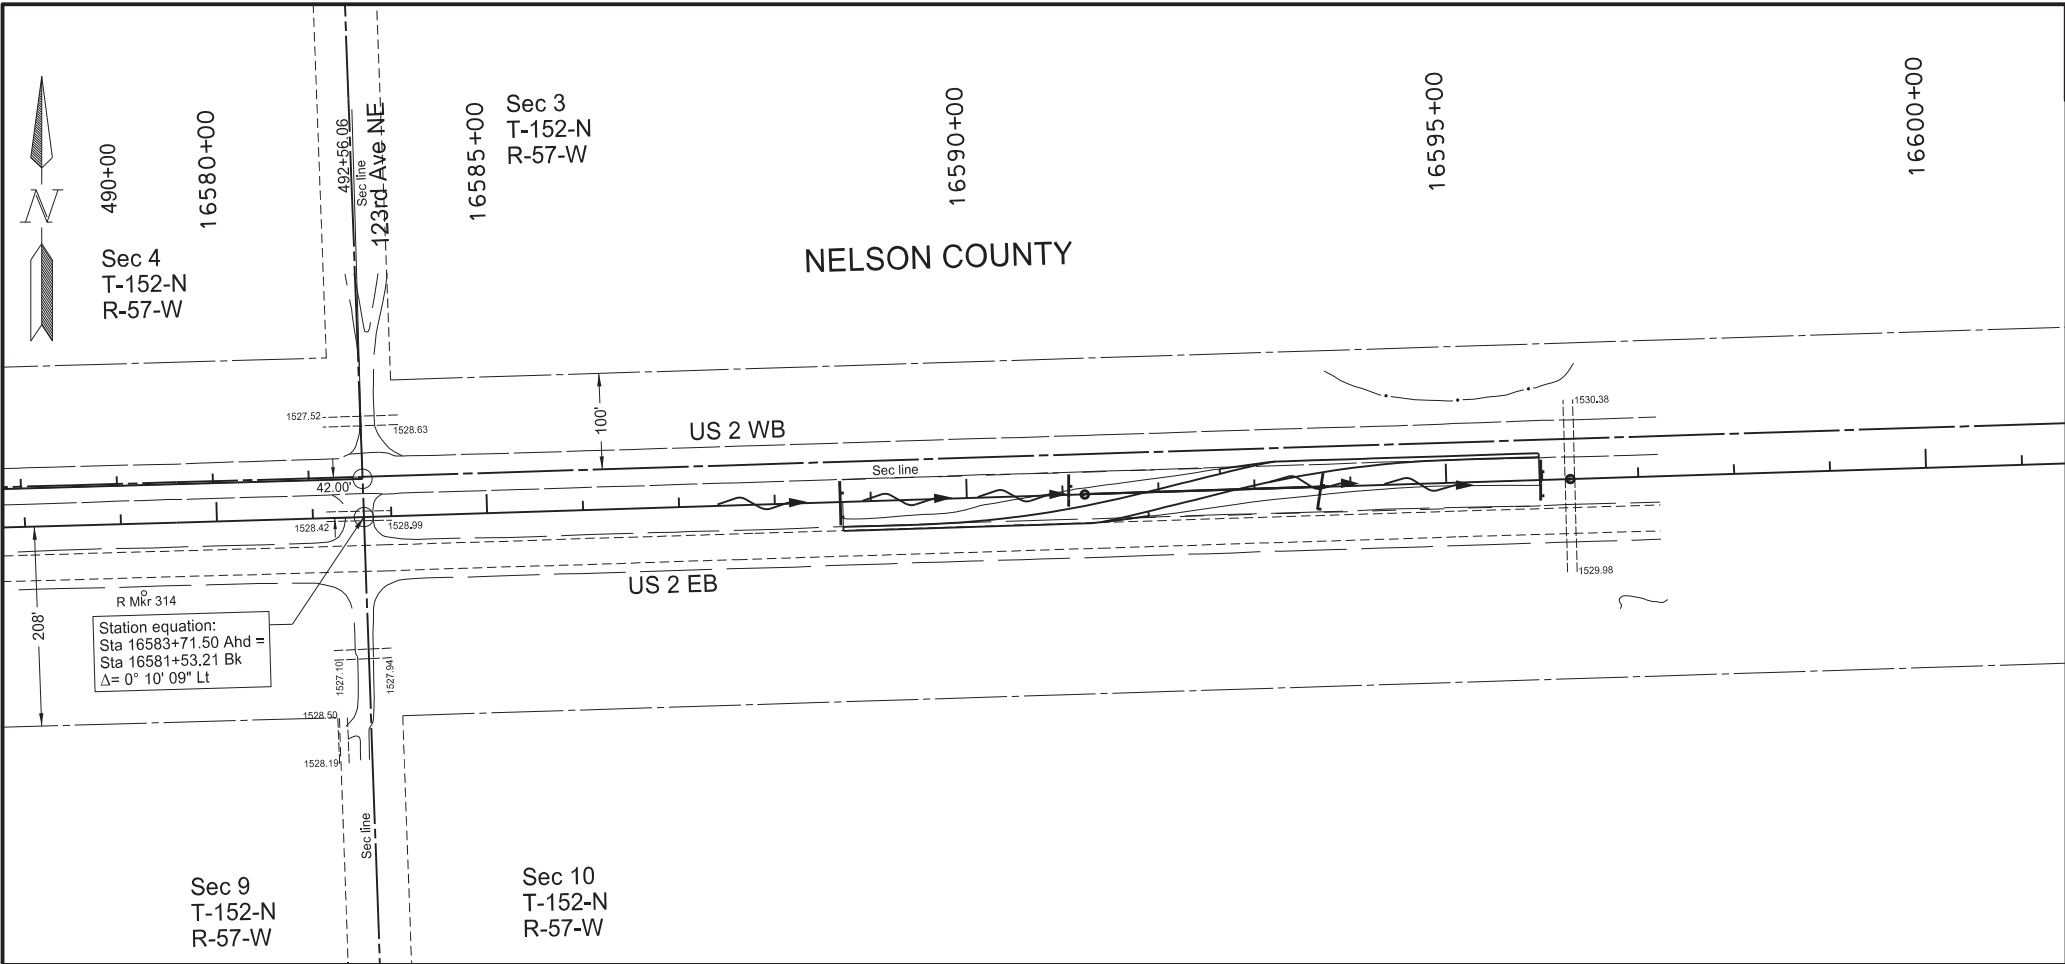 N
490+00
16580+00
492+56.06
Sec line
123rd Ave NE
16585+00
Sec 3
T-152-N
R-57-W
16590+00
16595+00
16600+00
Sec 4
T-152-N
R-57-W
NELSON COUNTY
1527.52
1528.63
100'
US 2 WB
1530.38
Sec line
42.00'
1528.42
1528.99
US 2 EB
1529.98
R Mkr 314
208'
Station equation:
Sta 16583+71.50 Ahd =
Sta 16581+53.21 Bk
Δ= 0° 10' 09" Lt
1527.10
1527.94
1528.50
1528.19
Sec line
Sec 9
T-152-N
R-57-W
Sec 10
T-152-N
R-57-W